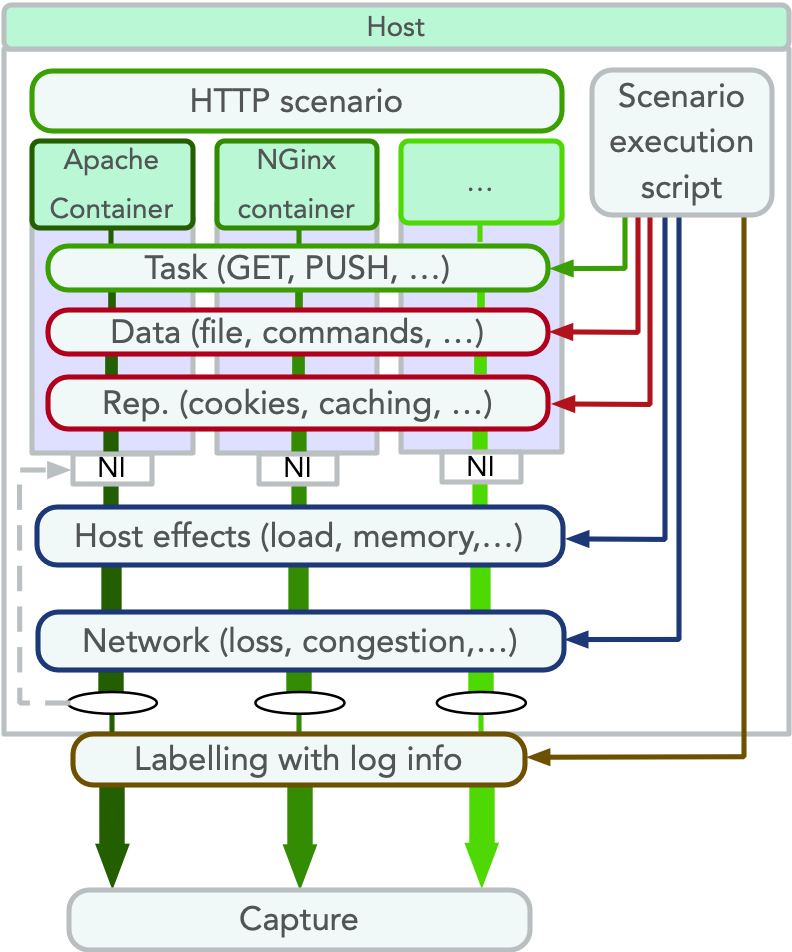 Host
HTTP scenario
Scenario
execution
script
Apache
Container
NGinx
container
...
Task (GET, PUSH, ...)
Data (file, commands, ...)
Rep. (cookies, caching, ...)
NI
NI
NI
Host effects (load, memory,...)
Network (loss, congestion,...)
Labelling with log info
Capture